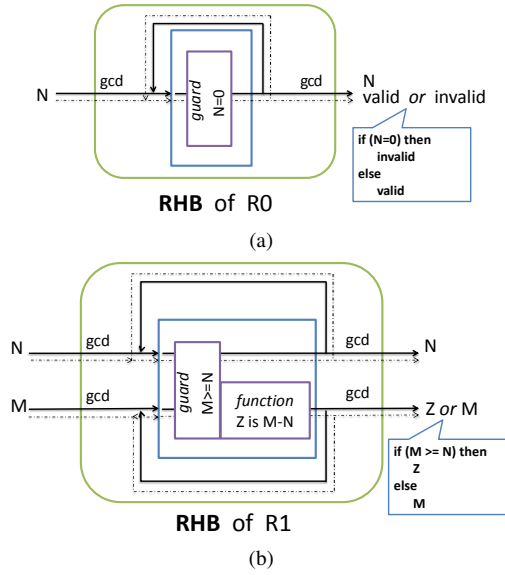 gcd
gcd
N
N
valid or invalid
guard
N=0
if (N=0) then
invalid
else
valid
RHB of R0
(a)
gcd
gcd
N
N
guard
M>=N
gcd
gcd
M
function
Z is M-N
Z or M
if (M >= N) then
Z
else
M
RHB of R1
(b)